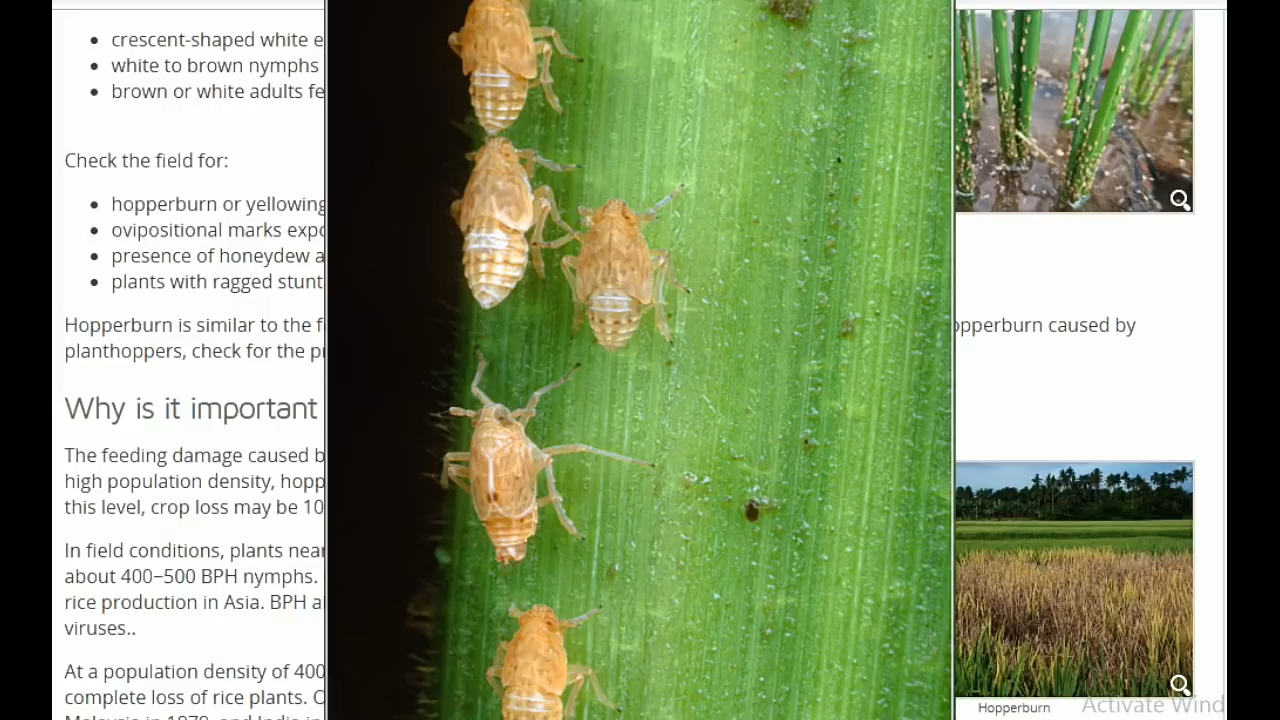 crescent-shaped white e
white to brown nymphs
brown or white adults fe
Check the field for:
hopperburn or yellowing
ovipositional marks expo
presence of honeydew a
plants with ragged stunt
Hopperburn is similar to the f
opperburn caused by
planthoppers, check for the pr
Why is it important
The feeding damage caused b
high population density, hopp
this level, crop loss may be 10
In field conditions, plants near
about 400−500 BPH nymphs.
rice production in Asia. BPH al
viruses..
At a population density of 400
complete loss of rice plants. O
Hopperburn
Activate Wind